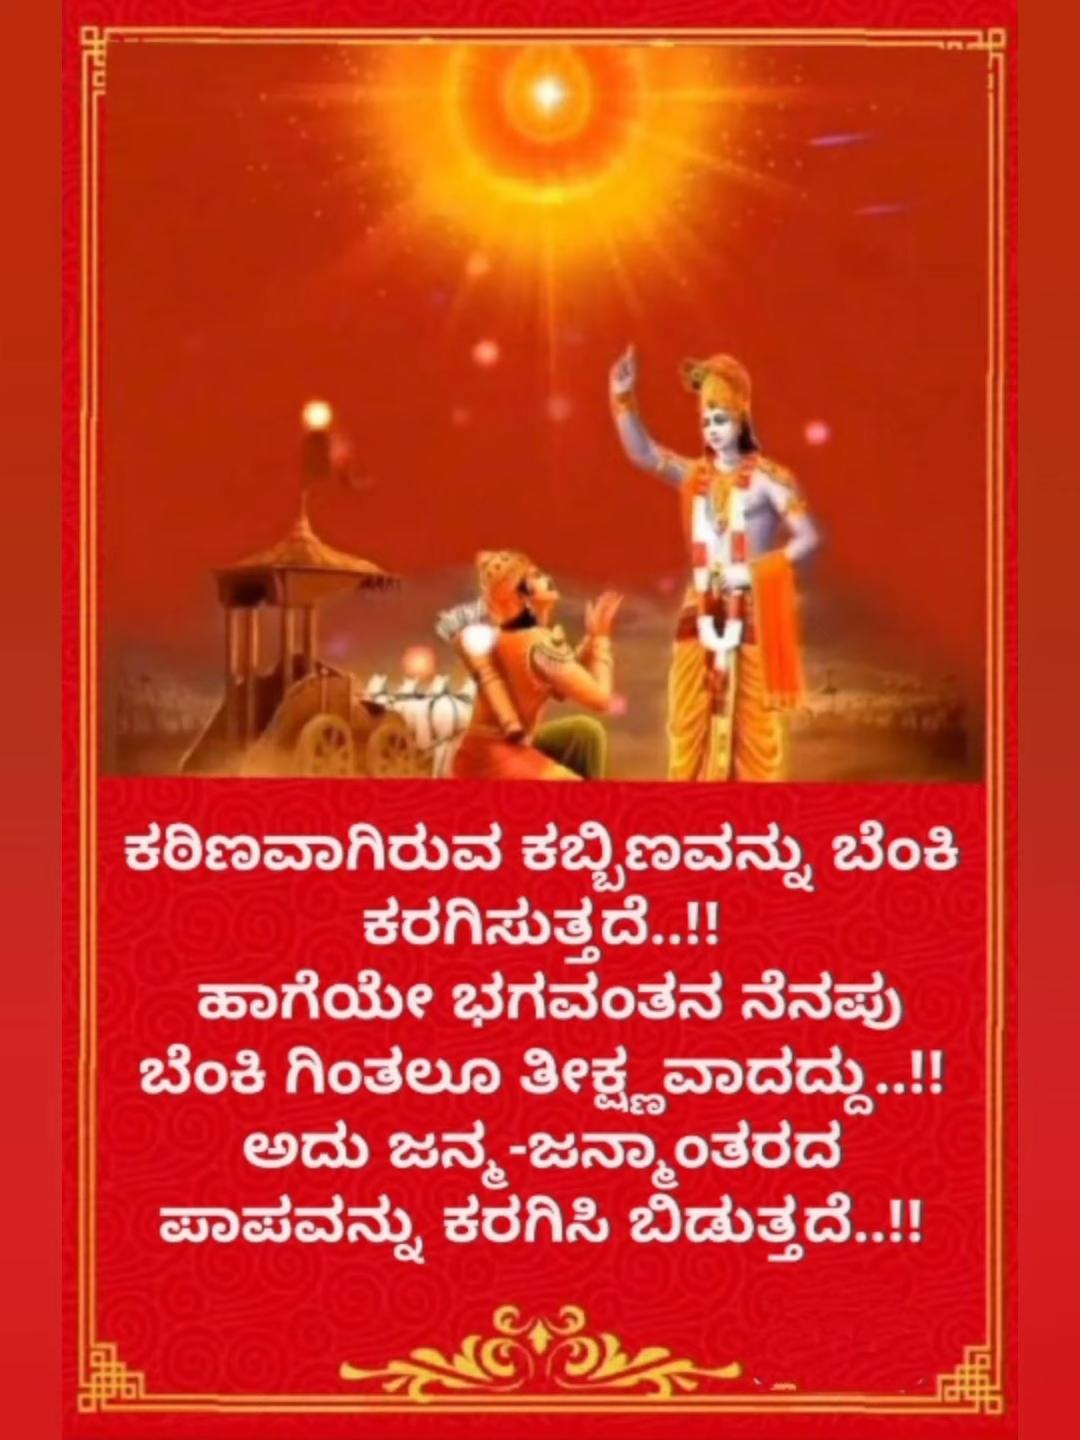 ಕಠಿಣವಾಗಿರುವ ಕಬ್ಬಿಣವನ್ನು ಬೆಂಕಿ
ಕರಗಿಸುತ್ತದೆ..!!
ಹಾಗೆಯೇ ಭಗವಂತನ ನೆನಪು
ಬೆಂಕಿ ಗಿಂತಲೂ ತೀಕ್ಷ್ಣವಾದದ್ದು..!!
ಅದು ಜನ್ಮ-ಜನ್ಮಾಂತರದ
ಪಾಪವನ್ನು ಕರಗಿಸಿ ಬಿಡುತ್ತದೆ..!!